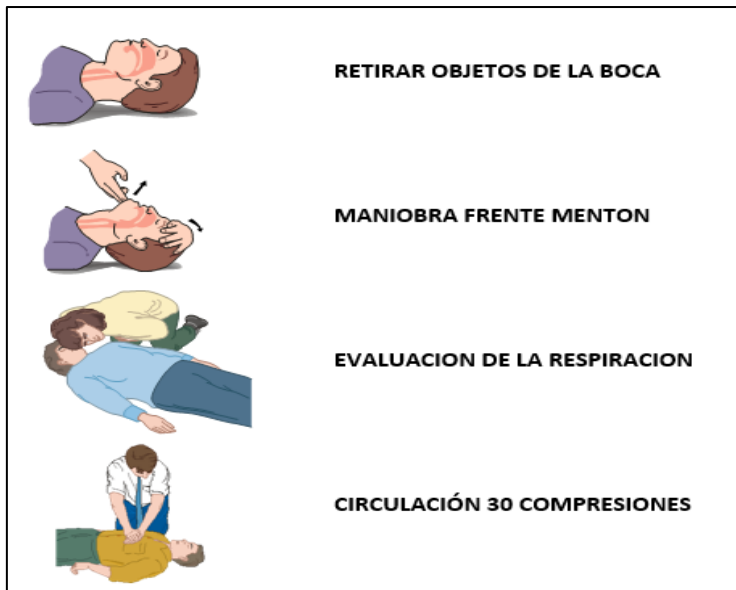 RETIRAR OBJETOS DE LA BOCA
MANIOBRA FRENTE MENTON
EVALUACION DE LA RESPIRACION
CIRCULACIÓN 30 COMPRESIONES